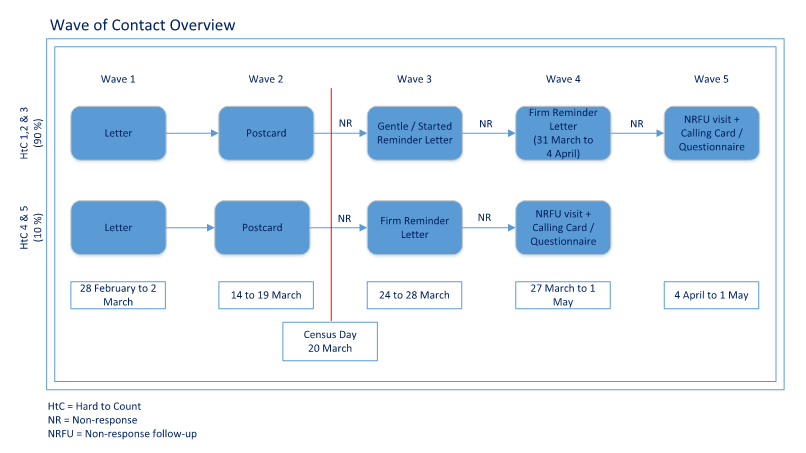 Wave of Contact Overview
Wave 1
Wave 2
Wave 3
Wave 4
Wave 5
HtC 1,2 & 3
(90 %)
Letter
Postcard
NR
Gentle / Started
Reminder Letter
NR
Firm Reminder
Letter
(31 March to
4 April)
NR
NRFU visit +
Calling Card /
Questionnaire
HtC 4 & 5
(10 %)
Letter
Postcard
NR
Firm Reminder
Letter
NR
NRFU visit +
Calling Card /
Questionnaire
28 February to 2
March
14 to 19 March
24 to 28 March
27 March to 1
May
4 April to 1 May
Census Day
20 March
HtC = Hard to Count
NR = Non-response
NRFU = Non-response follow-up